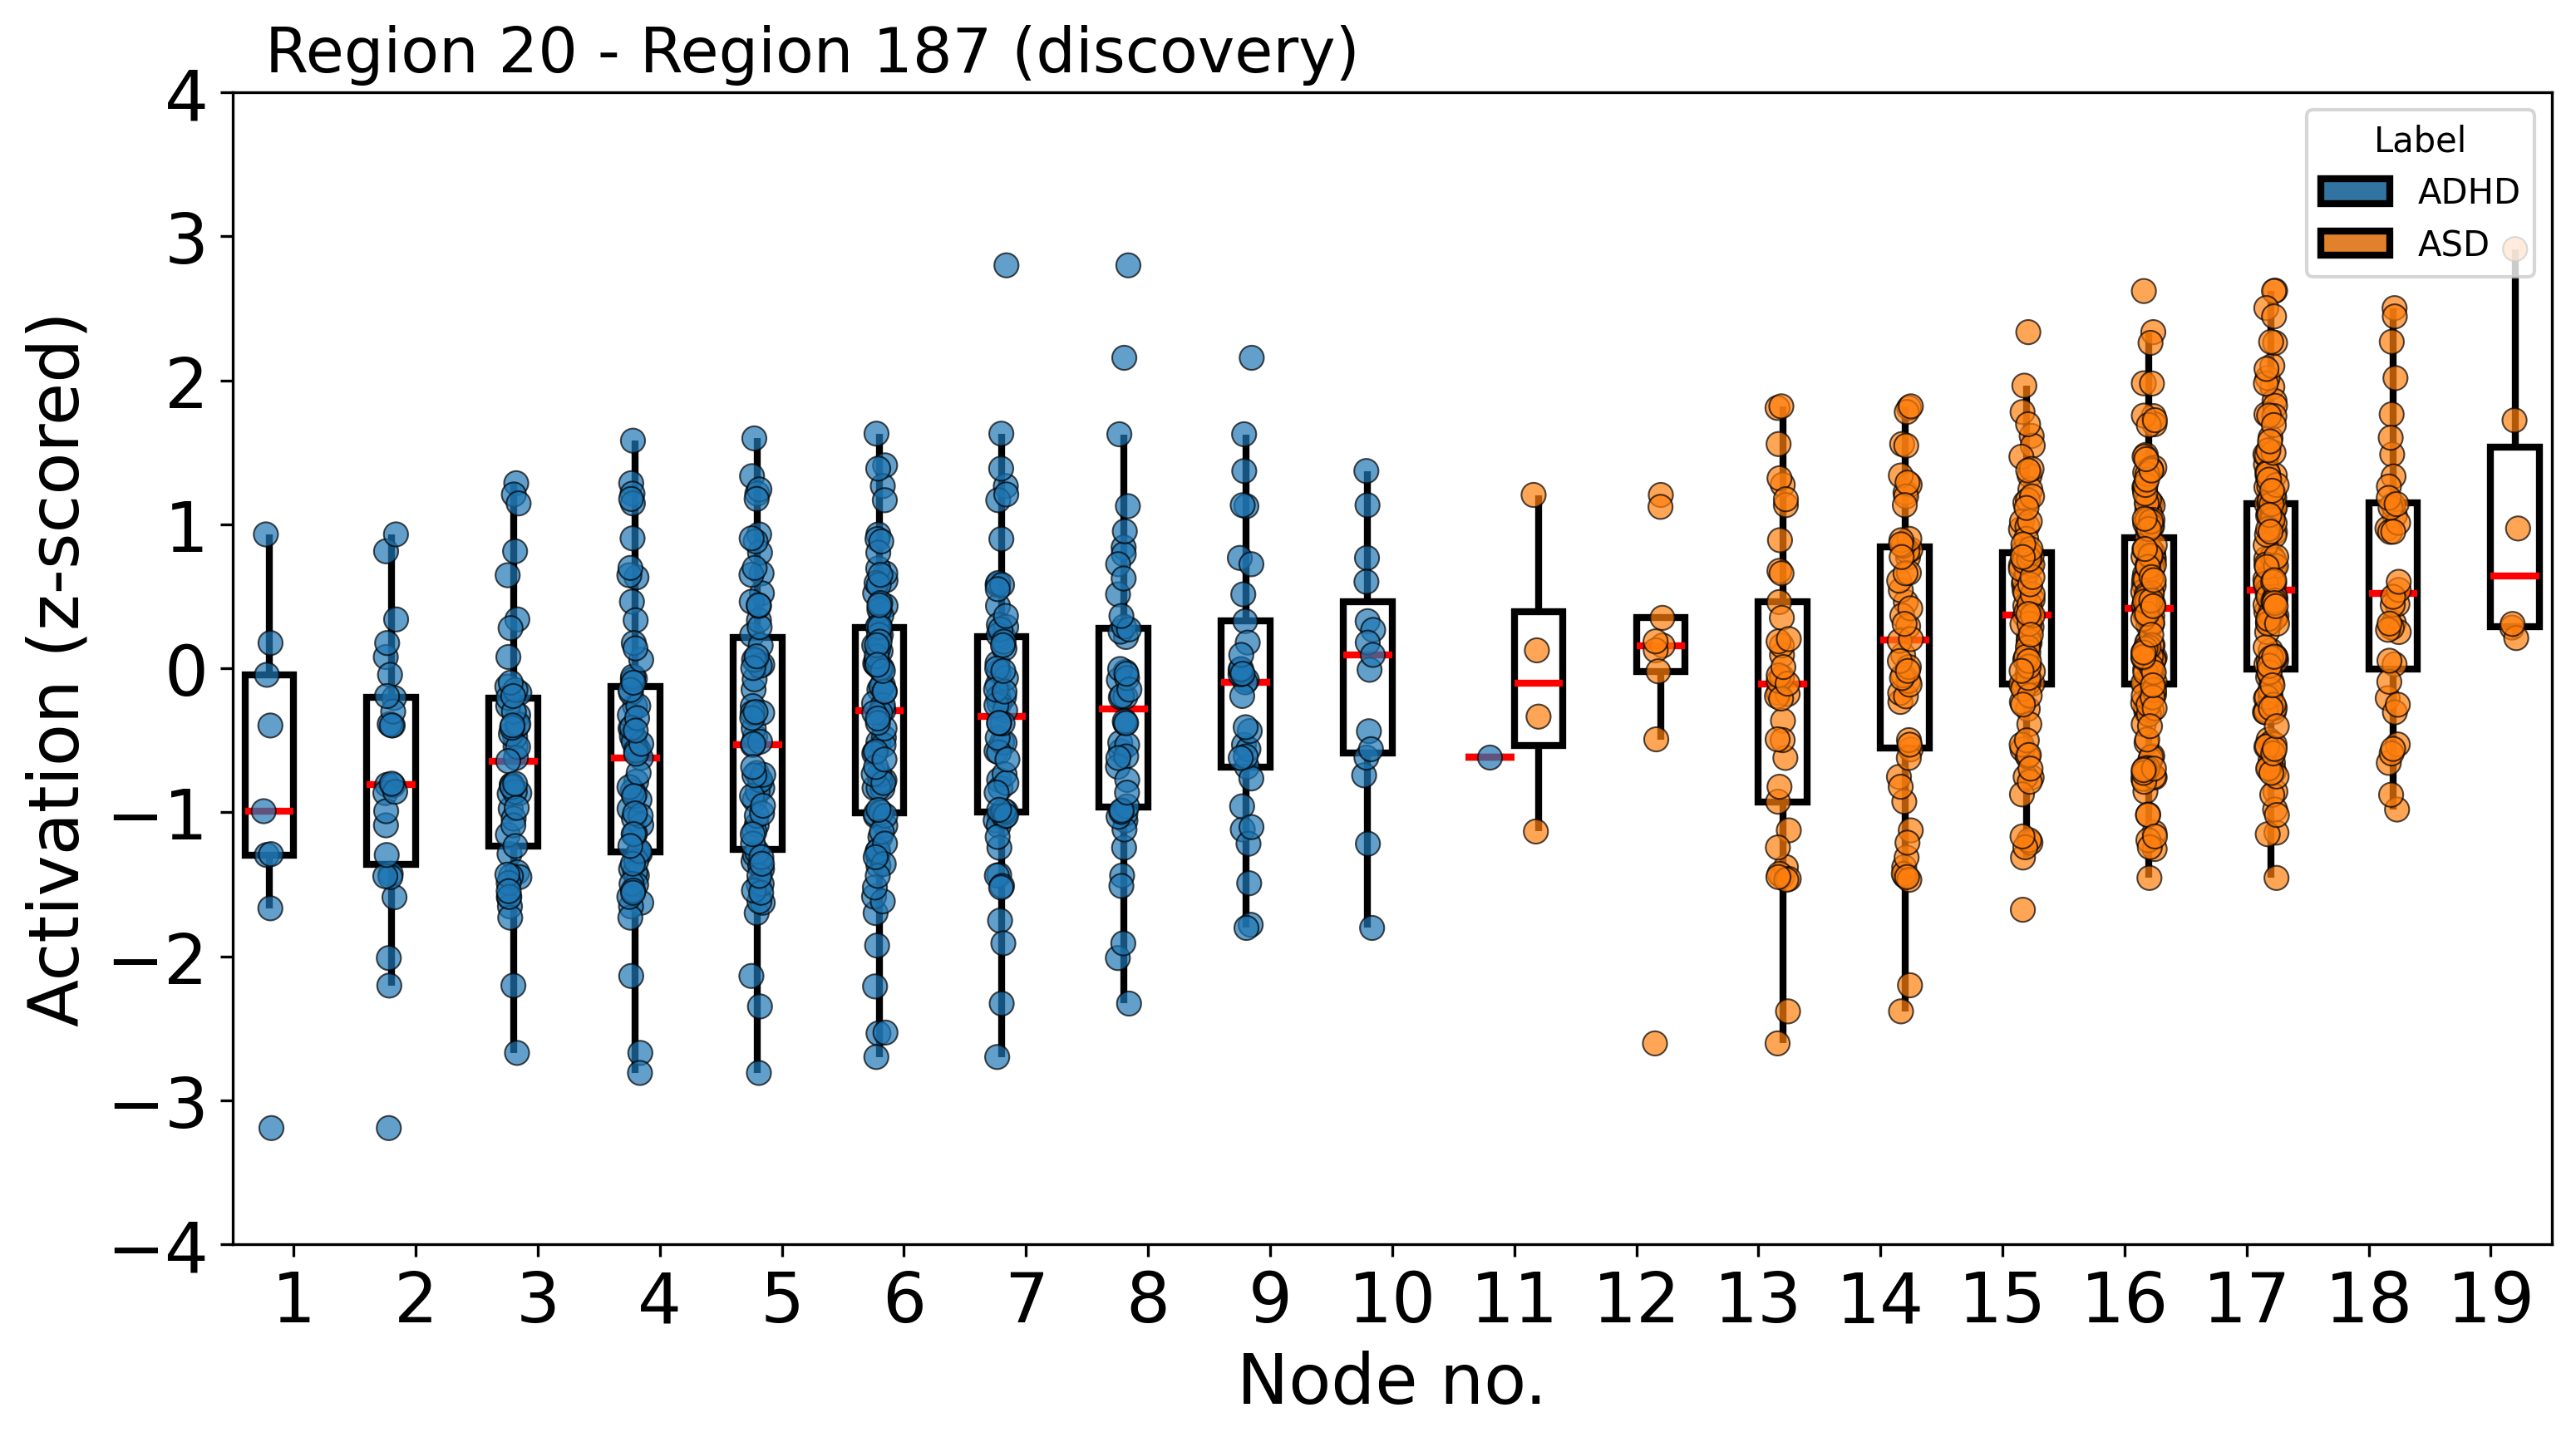 Region 20 - Region 187 (discovery)
4
3
2
1
0
−1
−2
−3
−4
Activation (z-scored)
Label
ADHD
ASD
1 2 3 4 5 6 7 8 9 10 11 12 13 14 15 16 17 18 19
Node no.